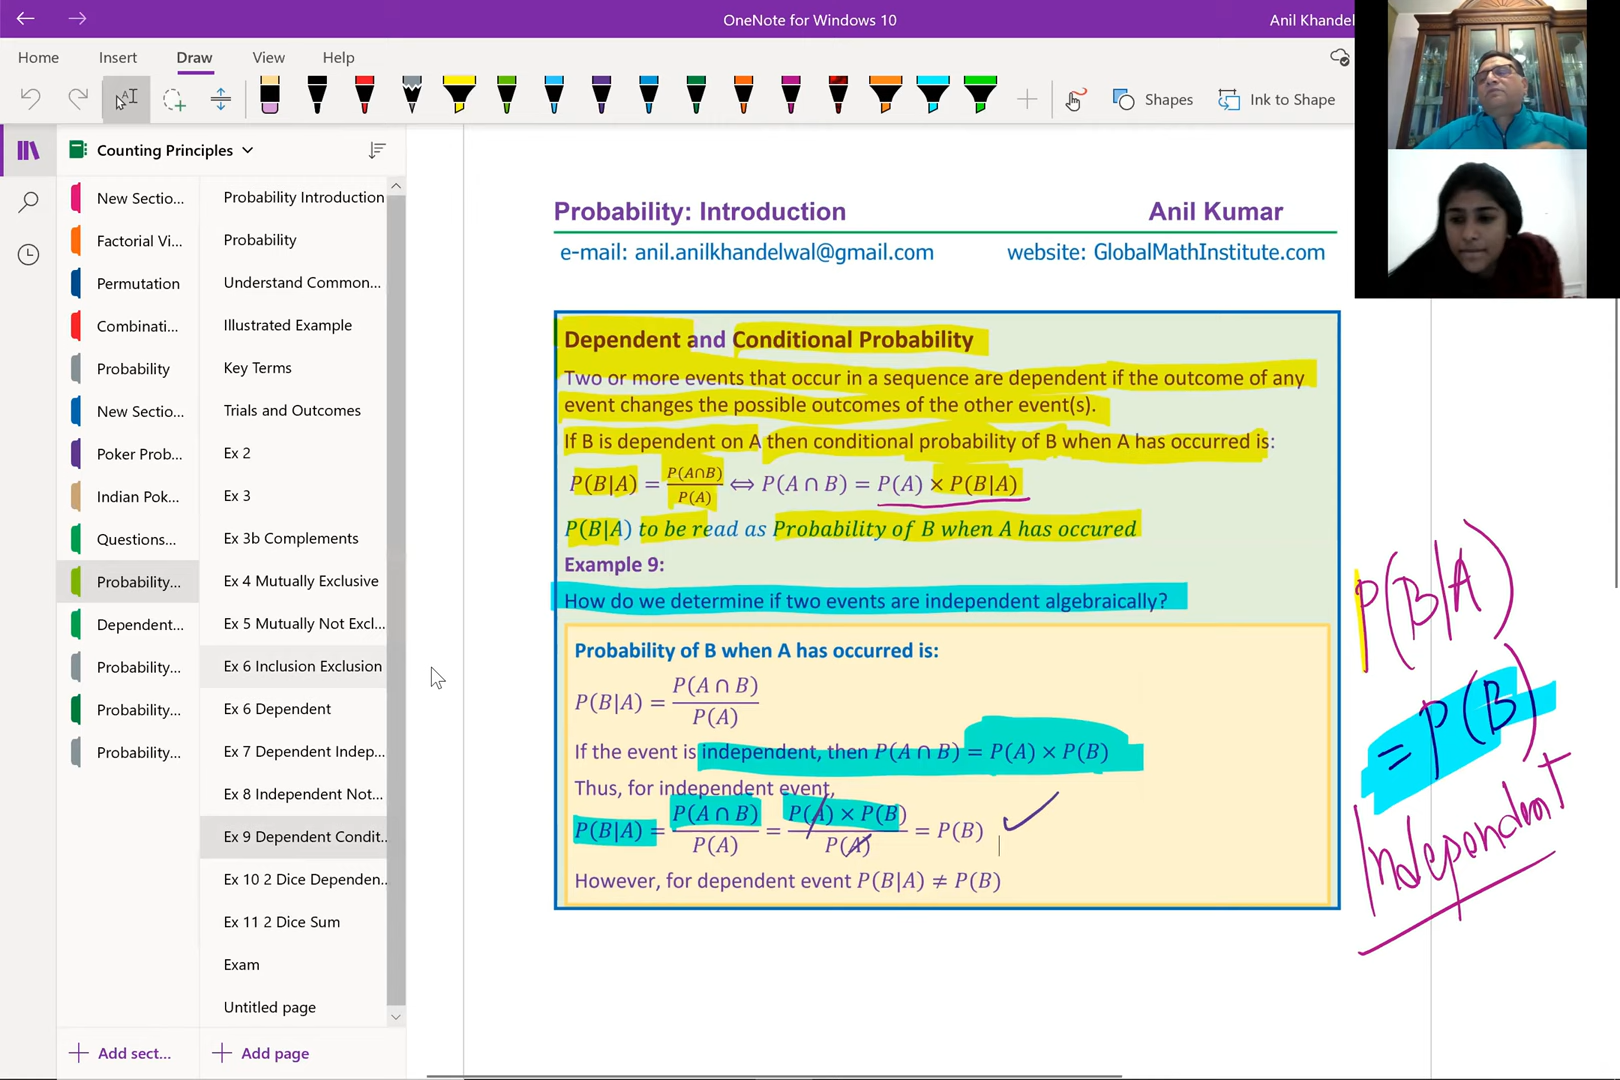 OneNote for Windows 10
Anil Khandel
Home
Insert
Draw
View
Help
Shapes
Ink to Shape
Counting Principles
New Sectio...
Factorial Vi...
Permutation
Combinati...
Probability
New Sectio...
Poker Prob...
Indian Pok...
Questions...
Probability...
Dependent...
Probability...
Probability...
Probability...
Add sect...
Probability Introduction
Probability
Understand Common...
Illustrated Example
Key Terms
Trials and Outcomes
Ex 2
Ex 3
Ex 3b Complements
Ex 4 Mutually Exclusive
Ex 5 Mutually Not Excl...
Ex 6 Inclusion Exclusion
Ex 6 Dependent
Ex 7 Dependent Indep...
Ex 8 Independent Not...
Ex 9 Dependent Condit...
Ex 10 2 Dice Dependen...
Ex 11 2 Dice Sum
Exam
Untitled page
Add page
Probability: Introduction Anil Kumar
e-mail: anil.anilkhandelwal@gmail.com website: GlobalMathInstitute.com
Dependent and Conditional Probability
Two or more events that occur in a sequence are dependent if the outcome of any
event changes the possible outcomes of the other event(s).
If B is dependent on A then conditional probability of B when A has occurred is:
P(B|A) = P(A∩B)/P(A) ⟺ P(A ∩ B) = P(A) × P(B|A)
P(B|A) to be read as Probability of B when A has occured
Example 9:
How do we determine if two events are independent algebraically?
Probability of B when A has occurred is:
P(B|A) = P(A ∩ B)/P(A)
If the event is independent, then P(A ∩ B) = P(A) × P(B)
Thus, for independent event,
P(B|A) = P(A ∩ B)/P(A) = P(A) × P(B)/P(A) = P(B)
However, for dependent event P(B|A) ≠ P(B)
P(B|A)
= P(B)
Independent